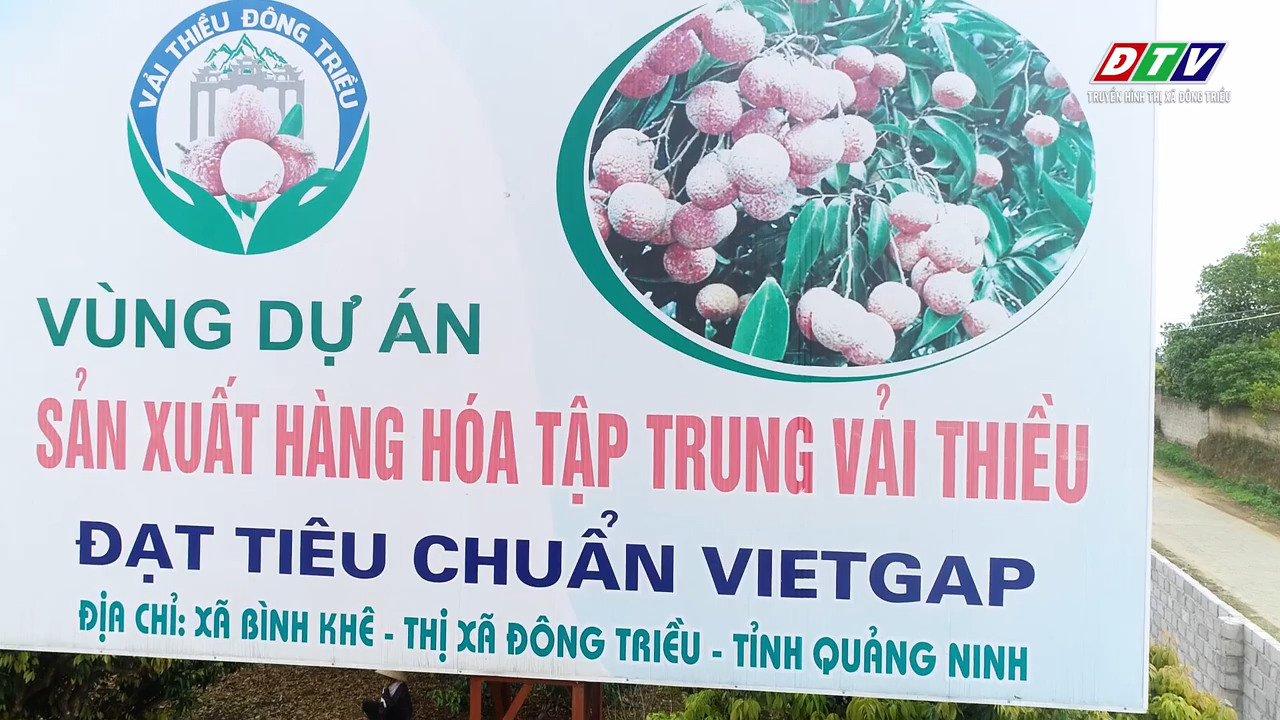 VẢI THIỀU ĐÔNG TRIỀU
DTV
TRUYỀN HÌNH THỊ XÃ ĐÔNG TRIỀU
VÙNG DỰ ÁN
SẢN XUẤT HÀNG HÓA TẬP TRUNG VẢI THIỀU
ĐẠT TIÊU CHUẨN VIETGAP
ĐỊA CHỈ: XÃ BÌNH KHÊ - THỊ XÃ ĐÔNG TRIỀU - TỈNH QUẢNG NINH